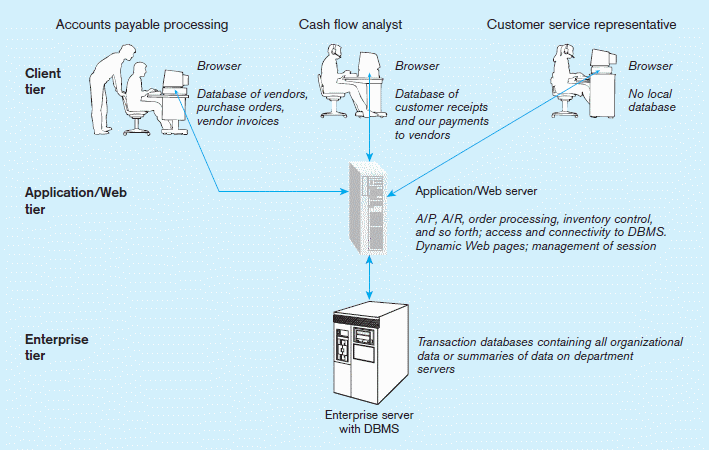 Accounts payable processing
Cash flow analyst
Customer service representative
Client
tier
Browser
Database of vendors,
purchase orders,
vendor invoices
Browser
Database of
customer receipts
and our payments
to vendors
Browser
No local
database
Application/Web
tier
Application/Web server
A/P, A/R, order processing, inventory control,
and so forth; access and connectivity to DBMS.
Dynamic Web pages; management of session
Enterprise
tier
Transaction databases containing all organizational
data or summaries of data on department
servers
Enterprise server
with DBMS